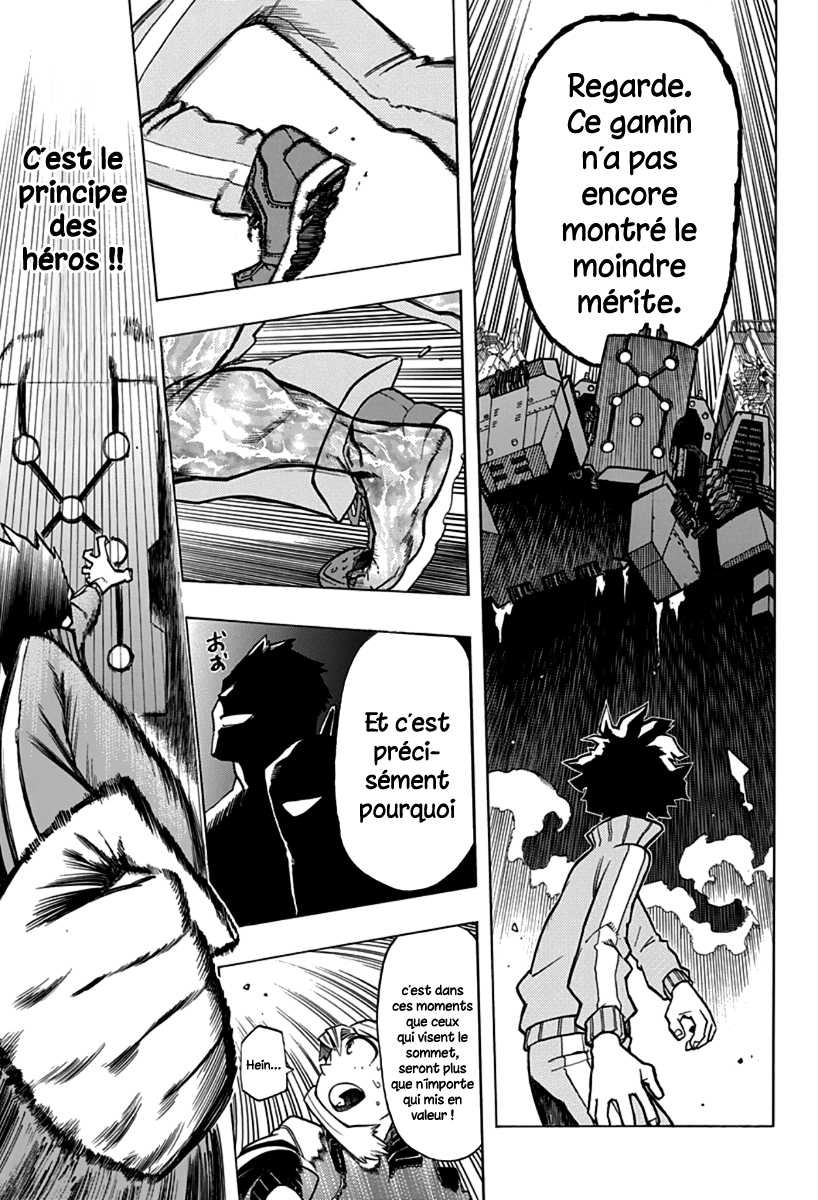 Regarde.
Ce gamin
n'a pas
encore
montré le
moindre
mérite.
Et c'est
préci-
sément
pourquoi
おお
c'est dans
ces moments
que ceux
qui visent le
sommet,
seront plus
que n'importe
qui mis en
valeur !
Hein...
C'est le
principe
des
héros !!